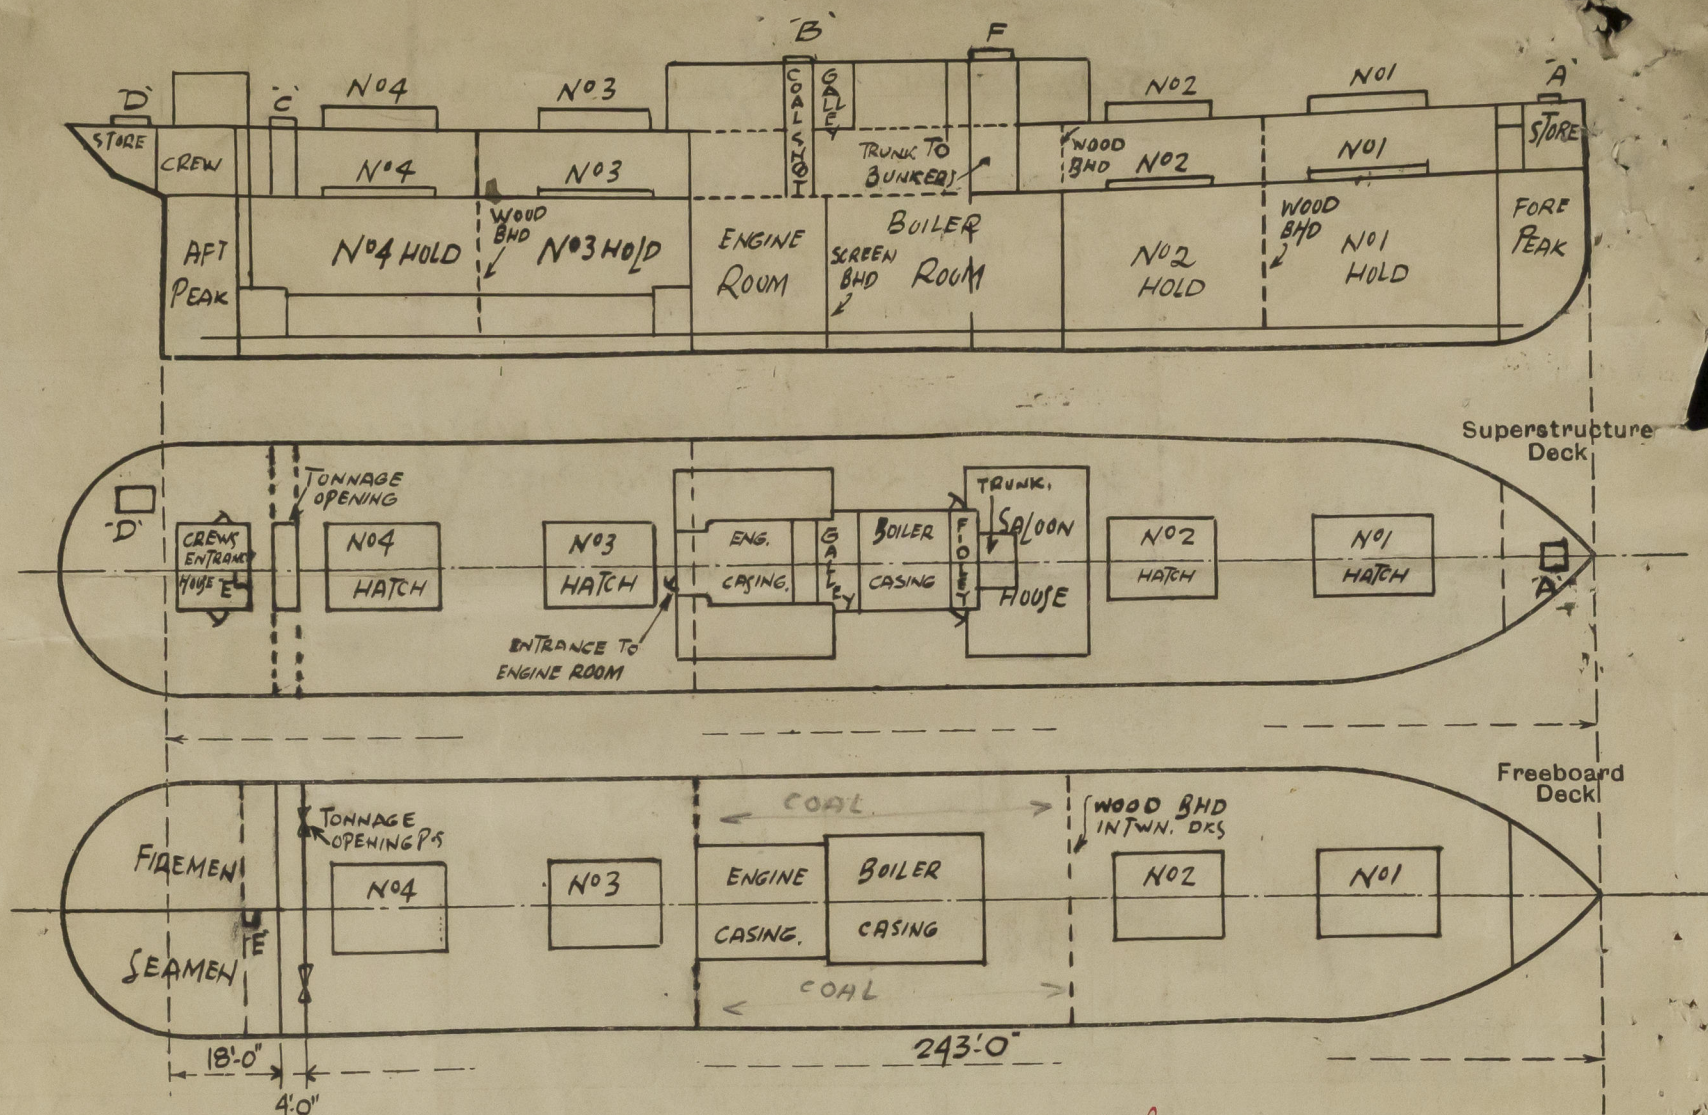 'B'
F
'D'
'C'
No4
No3
No2
No1
'A'
STORE
CREW
COAL SHOT
GALLEY
TRUNK TO
BUNKERS
WOOD
BHD
STORE
No4
No3
No2
No1
AFT
PEAK
No4 HOLD
WOOD
BHD
No3 HOLD
ENGINE
ROOM
SCREEN
BHD
BOILER
ROOM
No2
HOLD
WOOD
BHD
No1
HOLD
FORE
PEAK
Superstructure
Deck
'D'
CREWS
ENTRANCE
HOUSE 'E'
TONNAGE
OPENING
No4
HATCH
No3
HATCH
ENTRANCE TO
ENGINE ROOM
ENG.
CASING.
GALLEY
BOILER
CASING
FIDLEY
TRUNK.
SALOON
HOUSE
No2
HATCH
No1
HATCH
'A'
Freeboard
Deck
FIREMEN
SEAMEN
'E'
TONNAGE
OPENING P&S
No4
No3
COAL
ENGINE
CASING.
BOILER
CASING
COAL
WOOD BHD
IN TWN. DKS
No2
No1
18'-0"
4'-0"
243'-0"